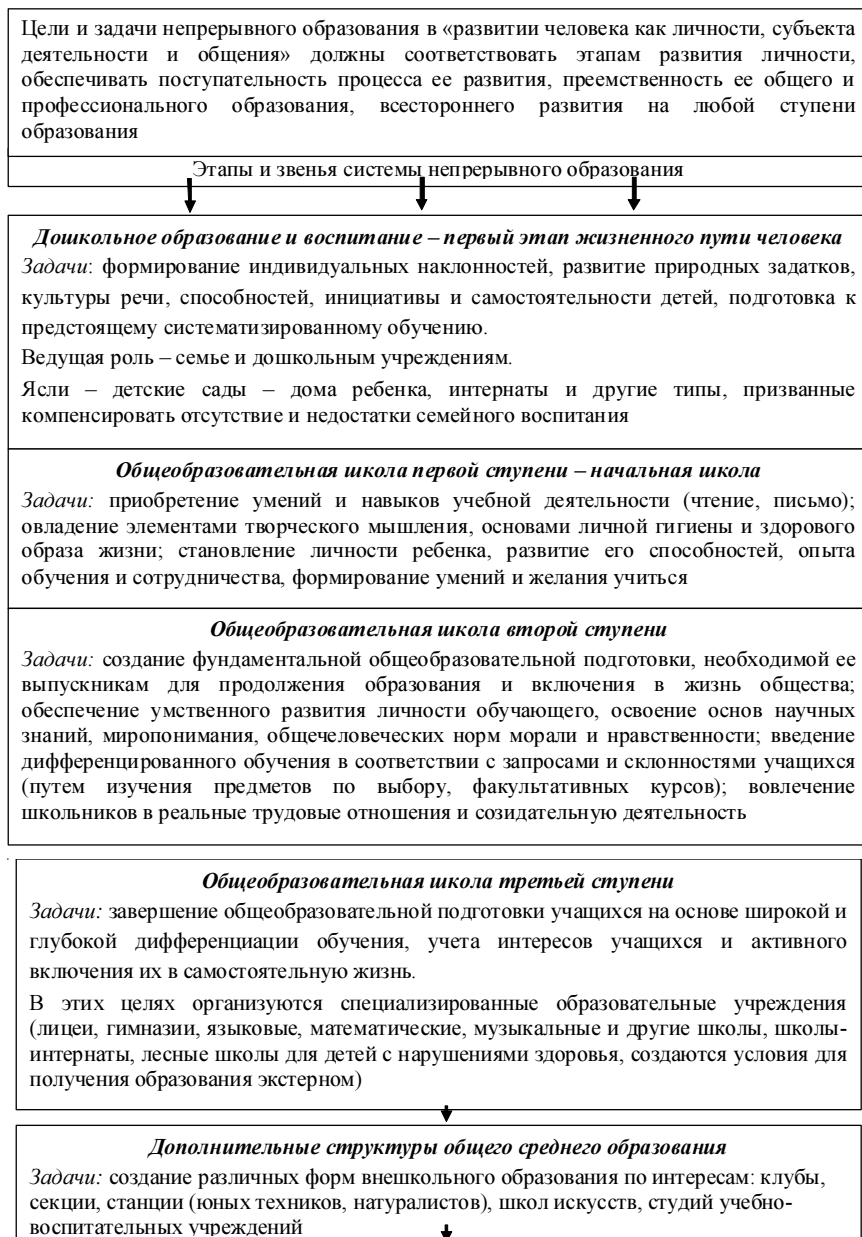 Цели и задачи непрерывного образования в «развитии человека как личности, субъекта
деятельности и общения» должны соответствовать этапам развития личности,
обеспечивать поступательность процесса ее развития, преемственность ее общего и
профессионального образования, всестороннего развития на любой ступени
образования
Этапы и звенья системы непрерывного образования
Дошкольное образование и воспитание – первый этап жизненного пути человека
Задачи: формирование индивидуальных наклонностей, развитие природных задатков,
культуры речи, способностей, инициативы и самостоятельности детей, подготовка к
предстоящему систематизированному обучению.
Ведущая роль – семье и дошкольным учреждениям.
Ясли – детские сады – дома ребенка, интернаты и другие типы, призванные
компенсировать отсутствие и недостатки семейного воспитания
Общеобразовательная школа первой ступени – начальная школа
Задачи: приобретение умений и навыков учебной деятельности (чтение, письмо);
овладение элементами творческого мышления, основами личной гигиены и здорового
образа жизни; становление личности ребенка, развитие его способностей, опыта
обучения и сотрудничества, формирование умений и желания учиться
Общеобразовательная школа второй ступени
Задачи: создание фундаментальной общеобразовательной подготовки, необходимой ее
выпускникам для продолжения образования и включения в жизнь общества;
обеспечение умственного развития личности обучающего, освоение основ научных
знаний, миропонимания, общечеловеческих норм морали и нравственности; введение
дифференцированного обучения в соответствии с запросами и склонностями учащихся
(путем изучения предметов по выбору, факультативных курсов); вовлечение
школьников в реальные трудовые отношения и созидательную деятельность
Общеобразовательная школа третьей ступени
Задачи: завершение общеобразовательной подготовки учащихся на основе широкой и
глубокой дифференциации обучения, учета интересов учащихся и активного
включения их в самостоятельную жизнь.
В этих целях организуются специализированные образовательные учреждения
(лицеи, гимназии, языковые, математические, музыкальные и другие школы, школы-
интернаты, лесные школы для детей с нарушениями здоровья, создаются условия для
получения образования экстерном)
Дополнительные структуры общего среднего образования
Задачи: создание различных форм внешкольного образования по интересам: клубы,
секции, станции (юных техников, натуралистов), школ искусств, студий учебно-
воспитательных учреждений